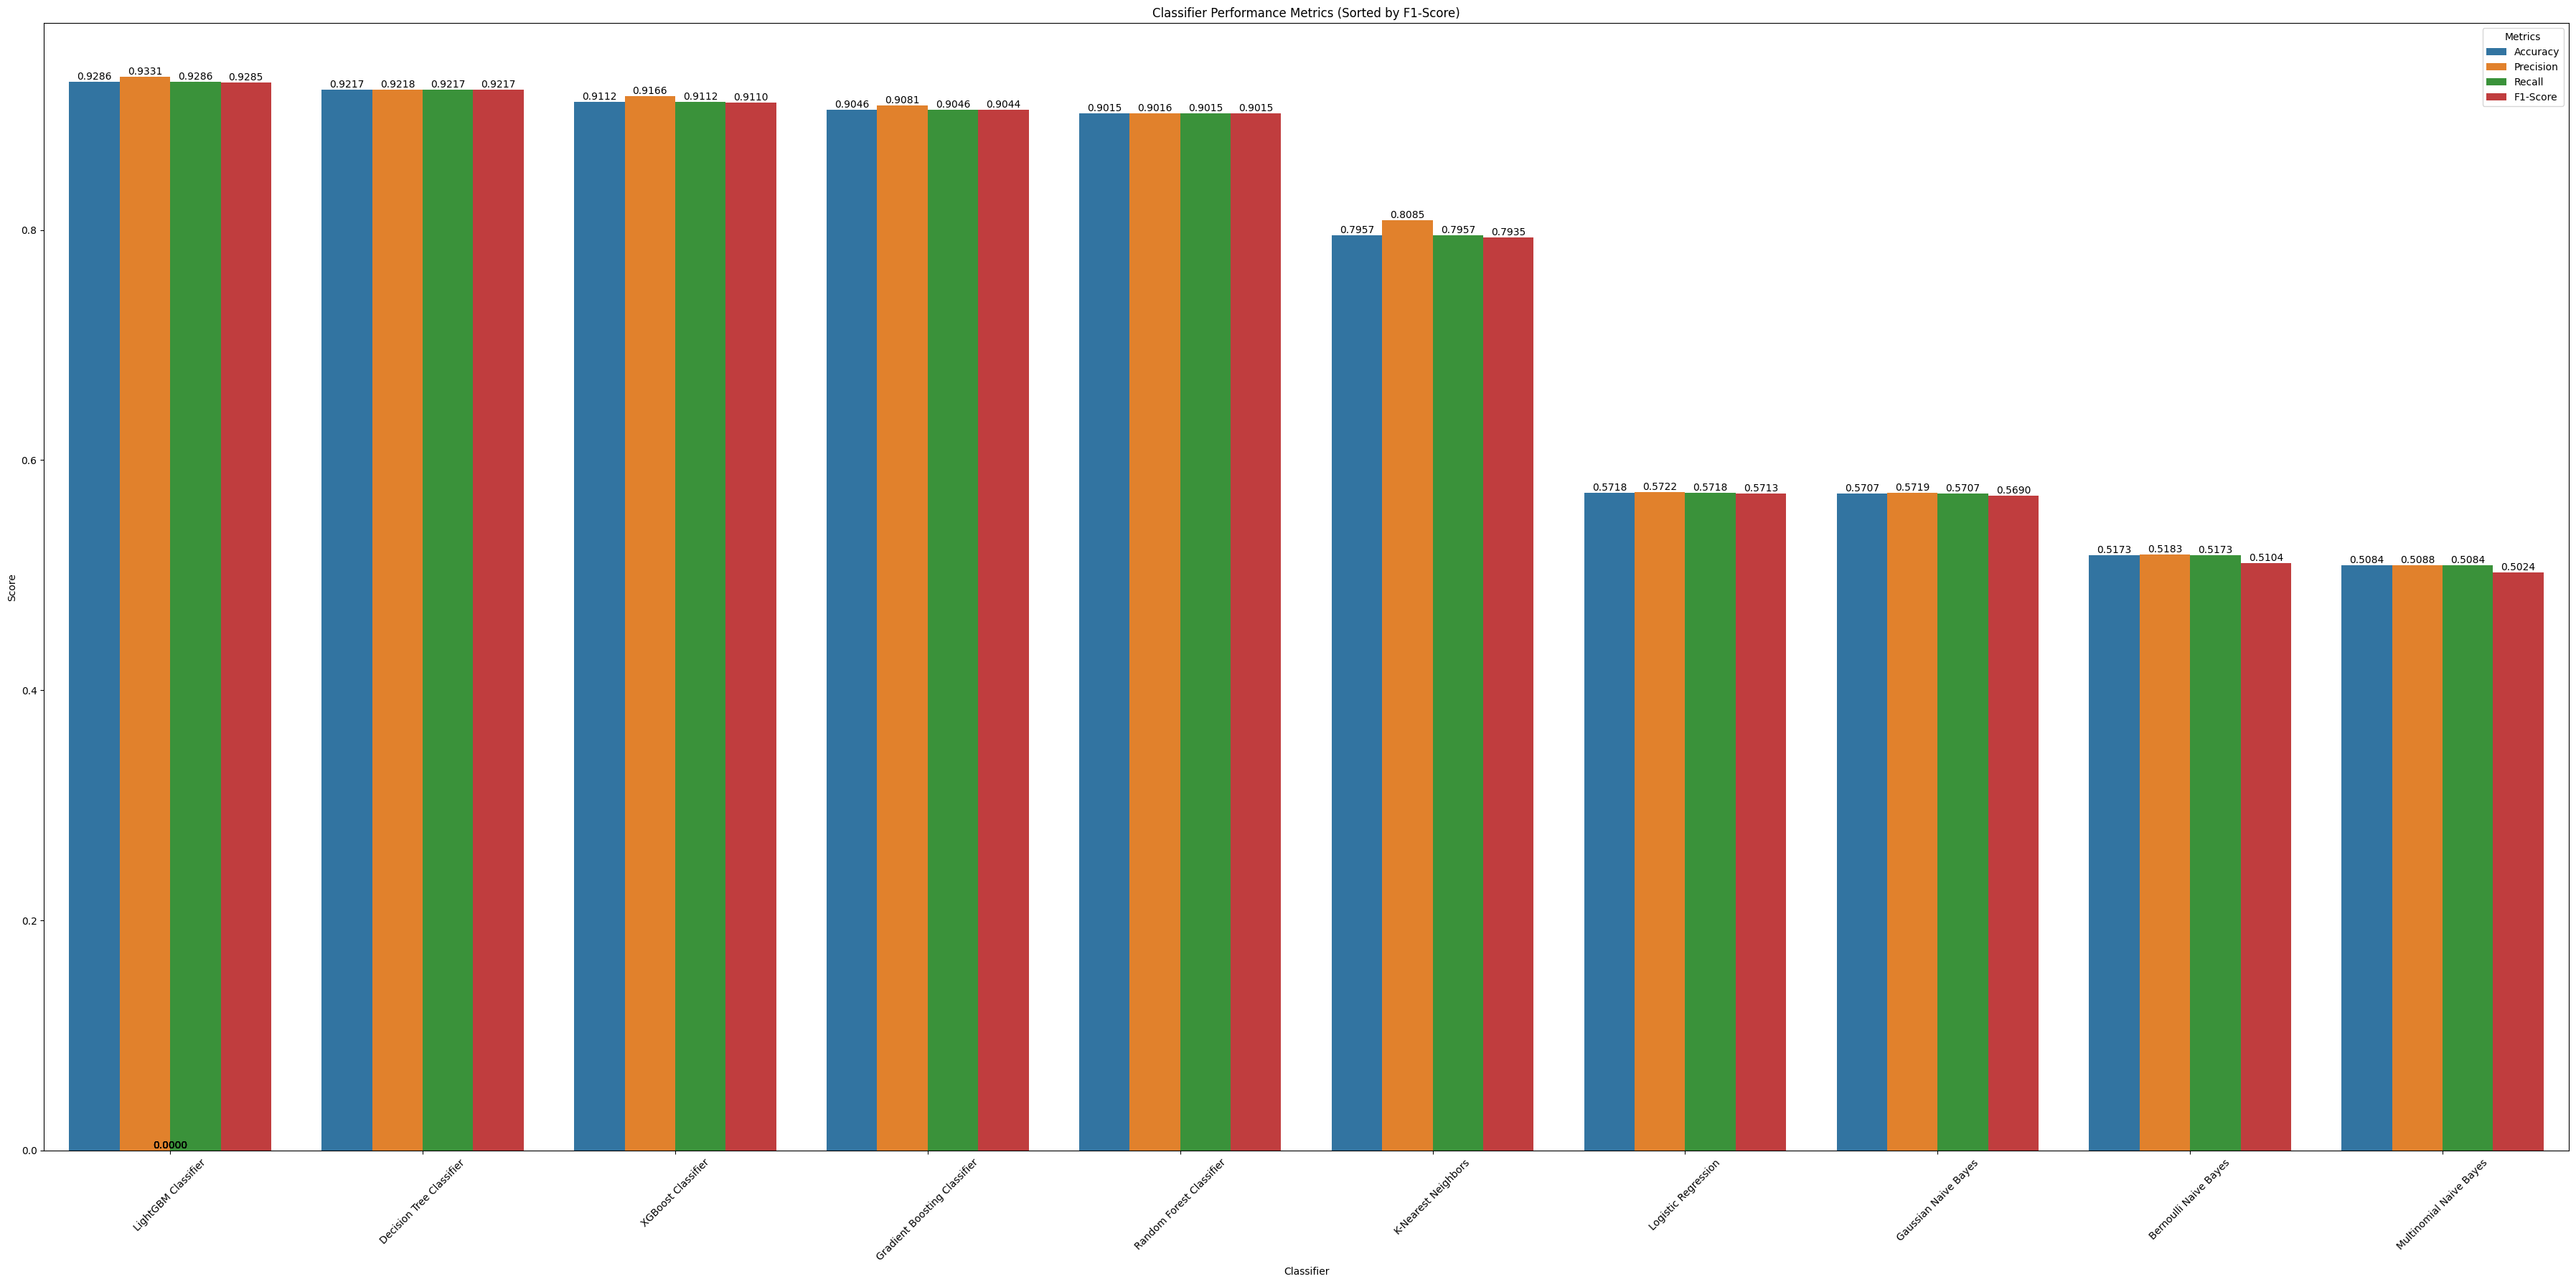 Classifier Performance Metrics (Sorted by F1-Score)
Metrics
Accuracy
Precision
Recall
F1-Score
0.9286 0.9331 0.9286 0.9285
0.9217 0.9218 0.9217 0.9217
0.9112 0.9166 0.9112 0.9110
0.9046 0.9081 0.9046 0.9044
0.9015 0.9016 0.9015 0.9015
0.7957 0.8085 0.7957 0.7935
0.5718 0.5722 0.5718 0.5713
0.5707 0.5719 0.5707 0.5690
0.5173 0.5183 0.5173 0.5104
0.5084 0.5088 0.5084 0.5024
0.8
0.6
0.4
0.2
0.0
Score
0.0000
LightGBM Classifier
Decision Tree Classifier
XGBoost Classifier
Gradient Boosting Classifier
Random Forest Classifier
K-Nearest Neighbors
Logistic Regression
Gaussian Naive Bayes
Bernoulli Naive Bayes
Multinomial Naive Bayes
Classifier